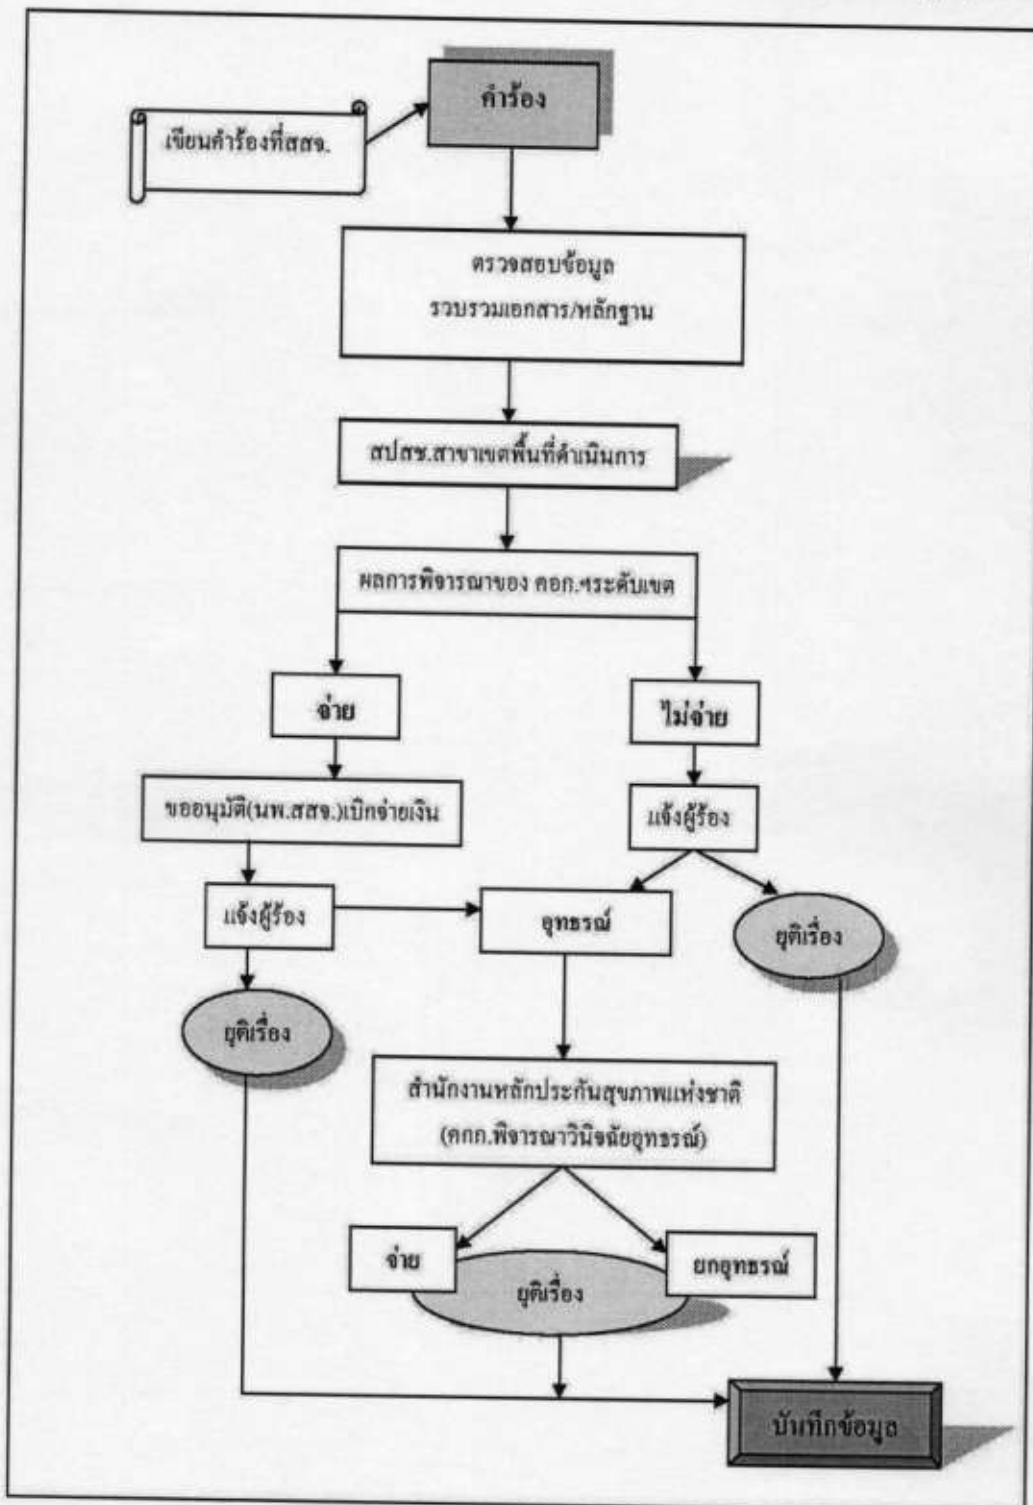 คำร้อง
เขียนคำร้องที่สสจ.
ตรวจสอบข้อมูล
รวบรวมเอกสาร/หลักฐาน
สปสช.สาขาเขตพื้นที่ดำเนินการ
ผลการพิจารณาของ คอก.ฯระดับเขต
จ่าย
ไม่จ่าย
ขออนุมัติ(นพ.สสจ.)เบิกจ่ายเงิน
แจ้งผู้ร้อง
แจ้งผู้ร้อง
อุทธรณ์
ยุติเรื่อง
ยุติเรื่อง
สำนักงานหลักประกันสุขภาพแห่งชาติ
(คกก.พิจารณาวินิจฉัยอุทธรณ์)
จ่าย
ยกอุทธรณ์
ยุติเรื่อง
บันทึกข้อมูล